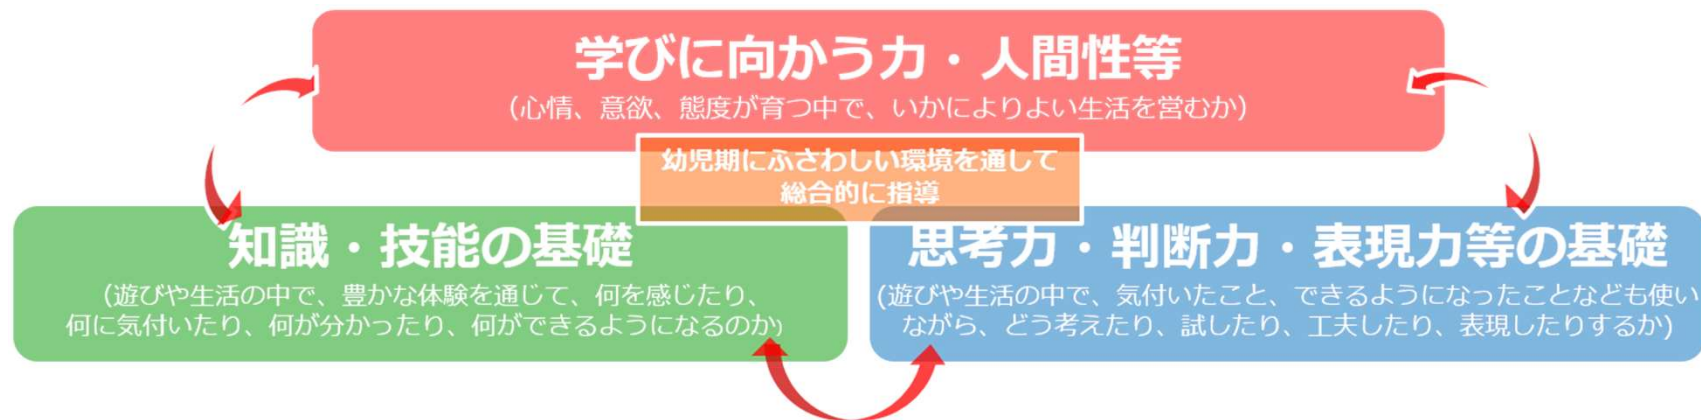 学びに向かう力・人間性等
（心情、意欲、態度が育つ中で、いかによりよい生活を営むか）
幼児期にふさわしい環境を通して
総合的に指導
知識・技能の基礎
（遊びや生活の中で、豊かな体験を通じて、何を感じたり、
何に気付いたり、何が分かったり、何ができるようになるのか）
思考力・判断力・表現力等の基礎
（遊びや生活の中で、気付いたこと、できるようになったことなども使い
ながら、どう考えたり、試したり、工夫したり、表現したりするか）